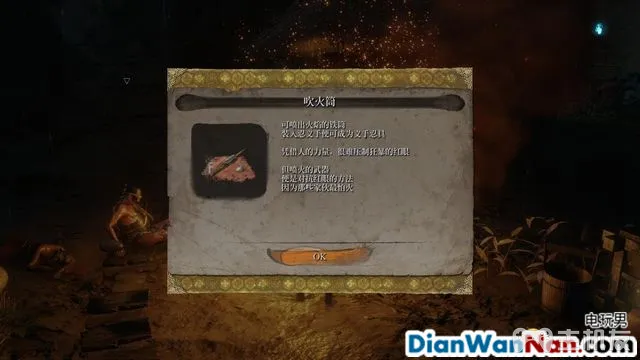 吹火筒
可喷出火焰的铁筒
装入忍义手便可成为义手忍具
凭借人的力量，很难压制狂暴的红眼
但喷火的武器
便是对抗红眼的方法
因为那些家伙最怕火
OK
电玩男
DianWanNan.com